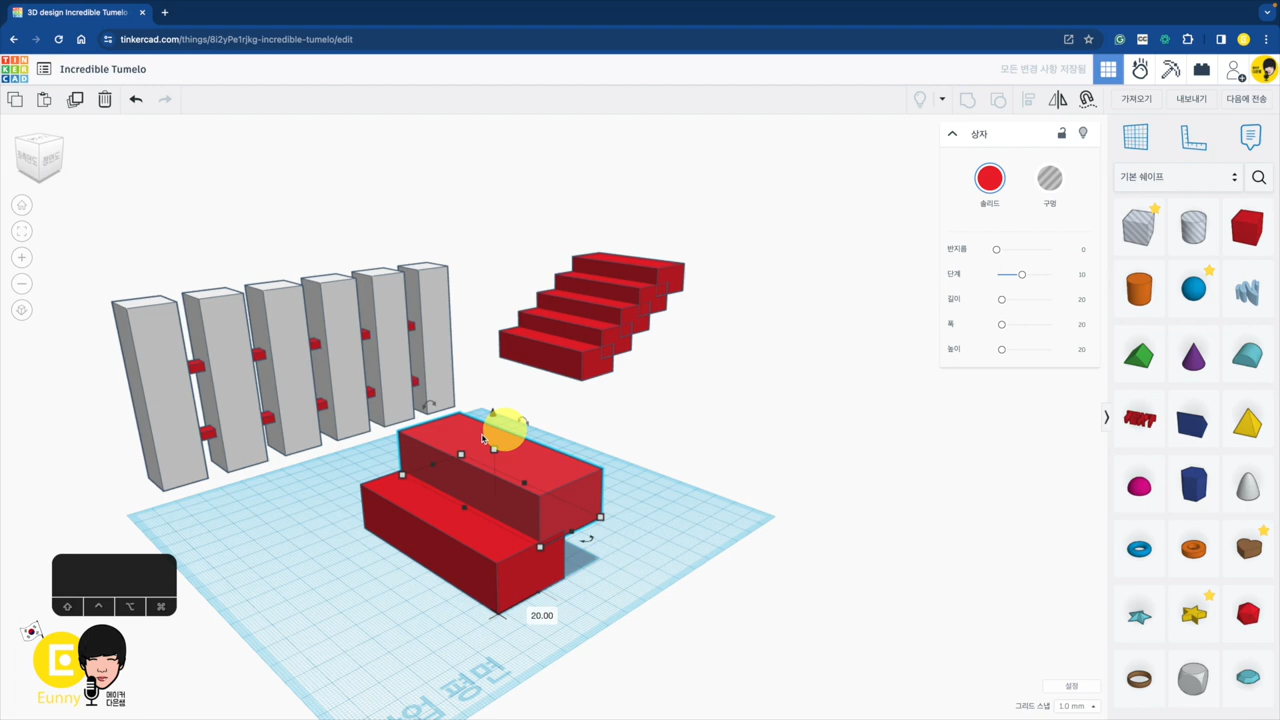 3D design Incredible Tumelo
tinkercad.com/things/8i2yPe1rjkg-incredible-tumelo/edit
TIN
KER
CAD
Incredible Tumelo
모든 변경 사항 저장됨
가져오기
내보내기
다음에 전송
상자
솔리드
구멍
반지름
0
단계
10
길이
20
폭
20
높이
20
기본 쉐이프
20.00
Eunny
메이커
다은쌤
설정
그리드 스냅
1.0 mm